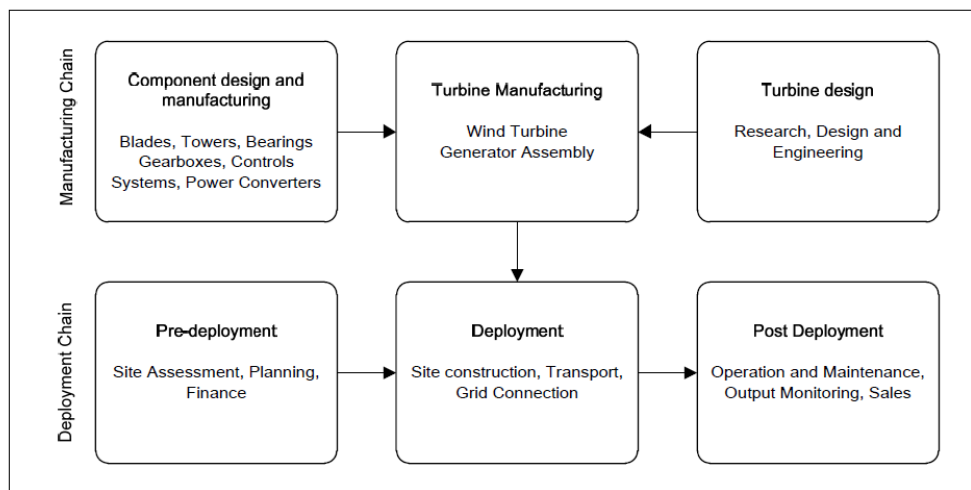 Manufacturing Chain
Component design and
manufacturing
Blades, Towers, Bearings
Gearboxes, Controls
Systems, Power Converters
Turbine Manufacturing
Wind Turbine
Generator Assembly
Turbine design
Research, Design and
Engineering
Deployment Chain
Pre-deployment
Site Assessment, Planning,
Finance
Deployment
Site construction, Transport,
Grid Connection
Post Deployment
Operation and Maintenance,
Output Monitoring, Sales